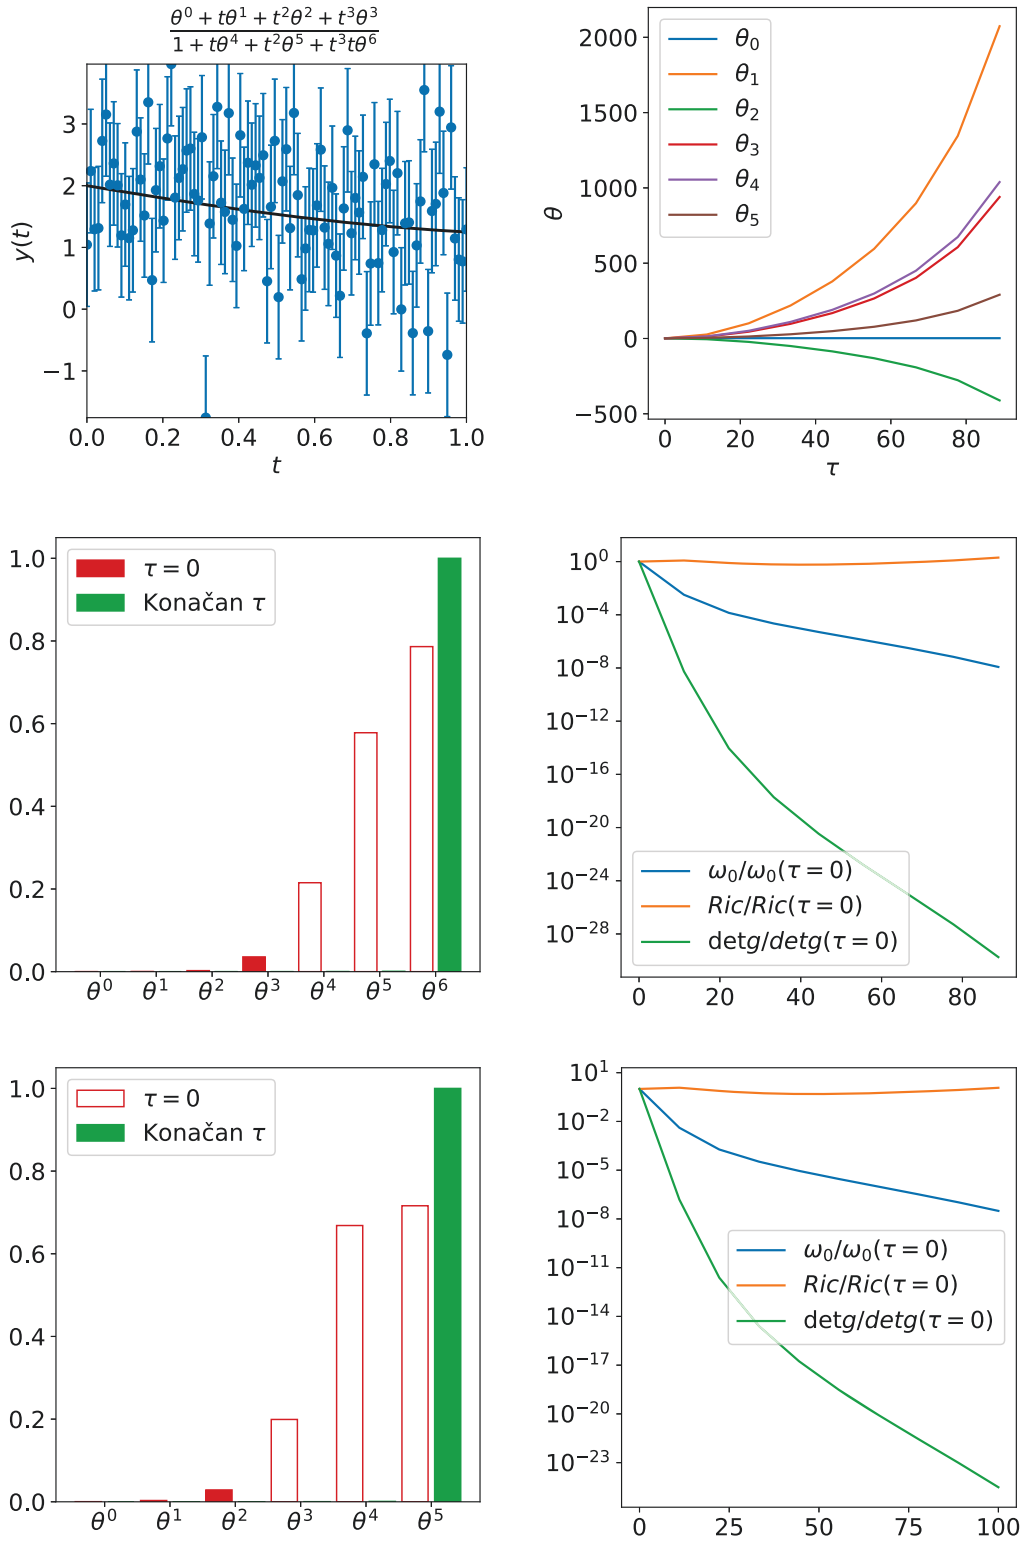 θ⁰ + tθ¹ + t²θ² + t³θ³
1 + tθ⁴ + t²θ⁵ + t³tθ⁶
3
2
1
0
−1
y(t)
0.0 0.2 0.4 0.6 0.8 1.0
t
2000
1500
1000
500
0
−500
θ
θ₀
θ₁
θ₂
θ₃
θ₄
θ₅
0 20 40 60 80
τ
1.0
0.8
0.6
0.4
0.2
0.0
τ = 0
Konačan τ
θ⁰ θ¹ θ² θ³ θ⁴ θ⁵ θ⁶
10⁰
10⁻⁴
10⁻⁸
10⁻¹²
10⁻¹⁶
10⁻²⁰
10⁻²⁴
10⁻²⁸
ω₀/ω₀(τ = 0)
Ric/Ric(τ = 0)
detg/detg(τ = 0)
0 20 40 60 80
1.0
0.8
0.6
0.4
0.2
0.0
τ = 0
Konačan τ
θ⁰ θ¹ θ² θ³ θ⁴ θ⁵
10¹
10⁻²
10⁻⁵
10⁻⁸
10⁻¹¹
10⁻¹⁴
10⁻¹⁷
10⁻²⁰
10⁻²³
ω₀/ω₀(τ = 0)
Ric/Ric(τ = 0)
detg/detg(τ = 0)
0 25 50 75 100